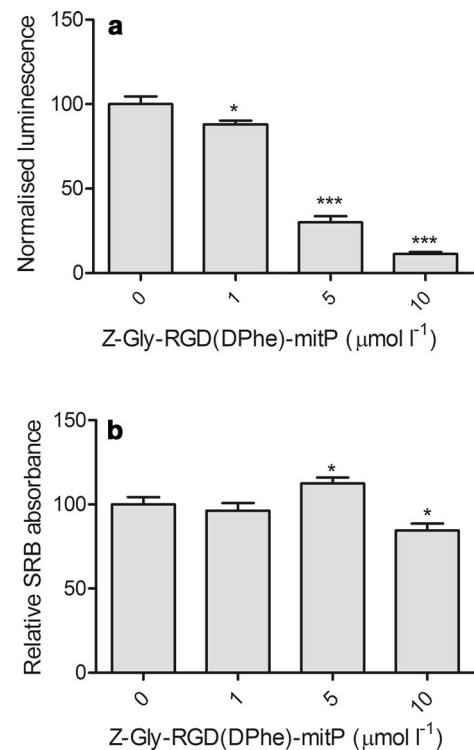 a
Normalised luminescence
150
100
50
0
*
***
***
0 1 5 10
Z-Gly-RGD(DPhe)-mitP (μmol l⁻¹)
b
Relative SRB absorbance
150
100
50
0
*
*
0 1 5 10
Z-Gly-RGD(DPhe)-mitP (μmol l⁻¹)